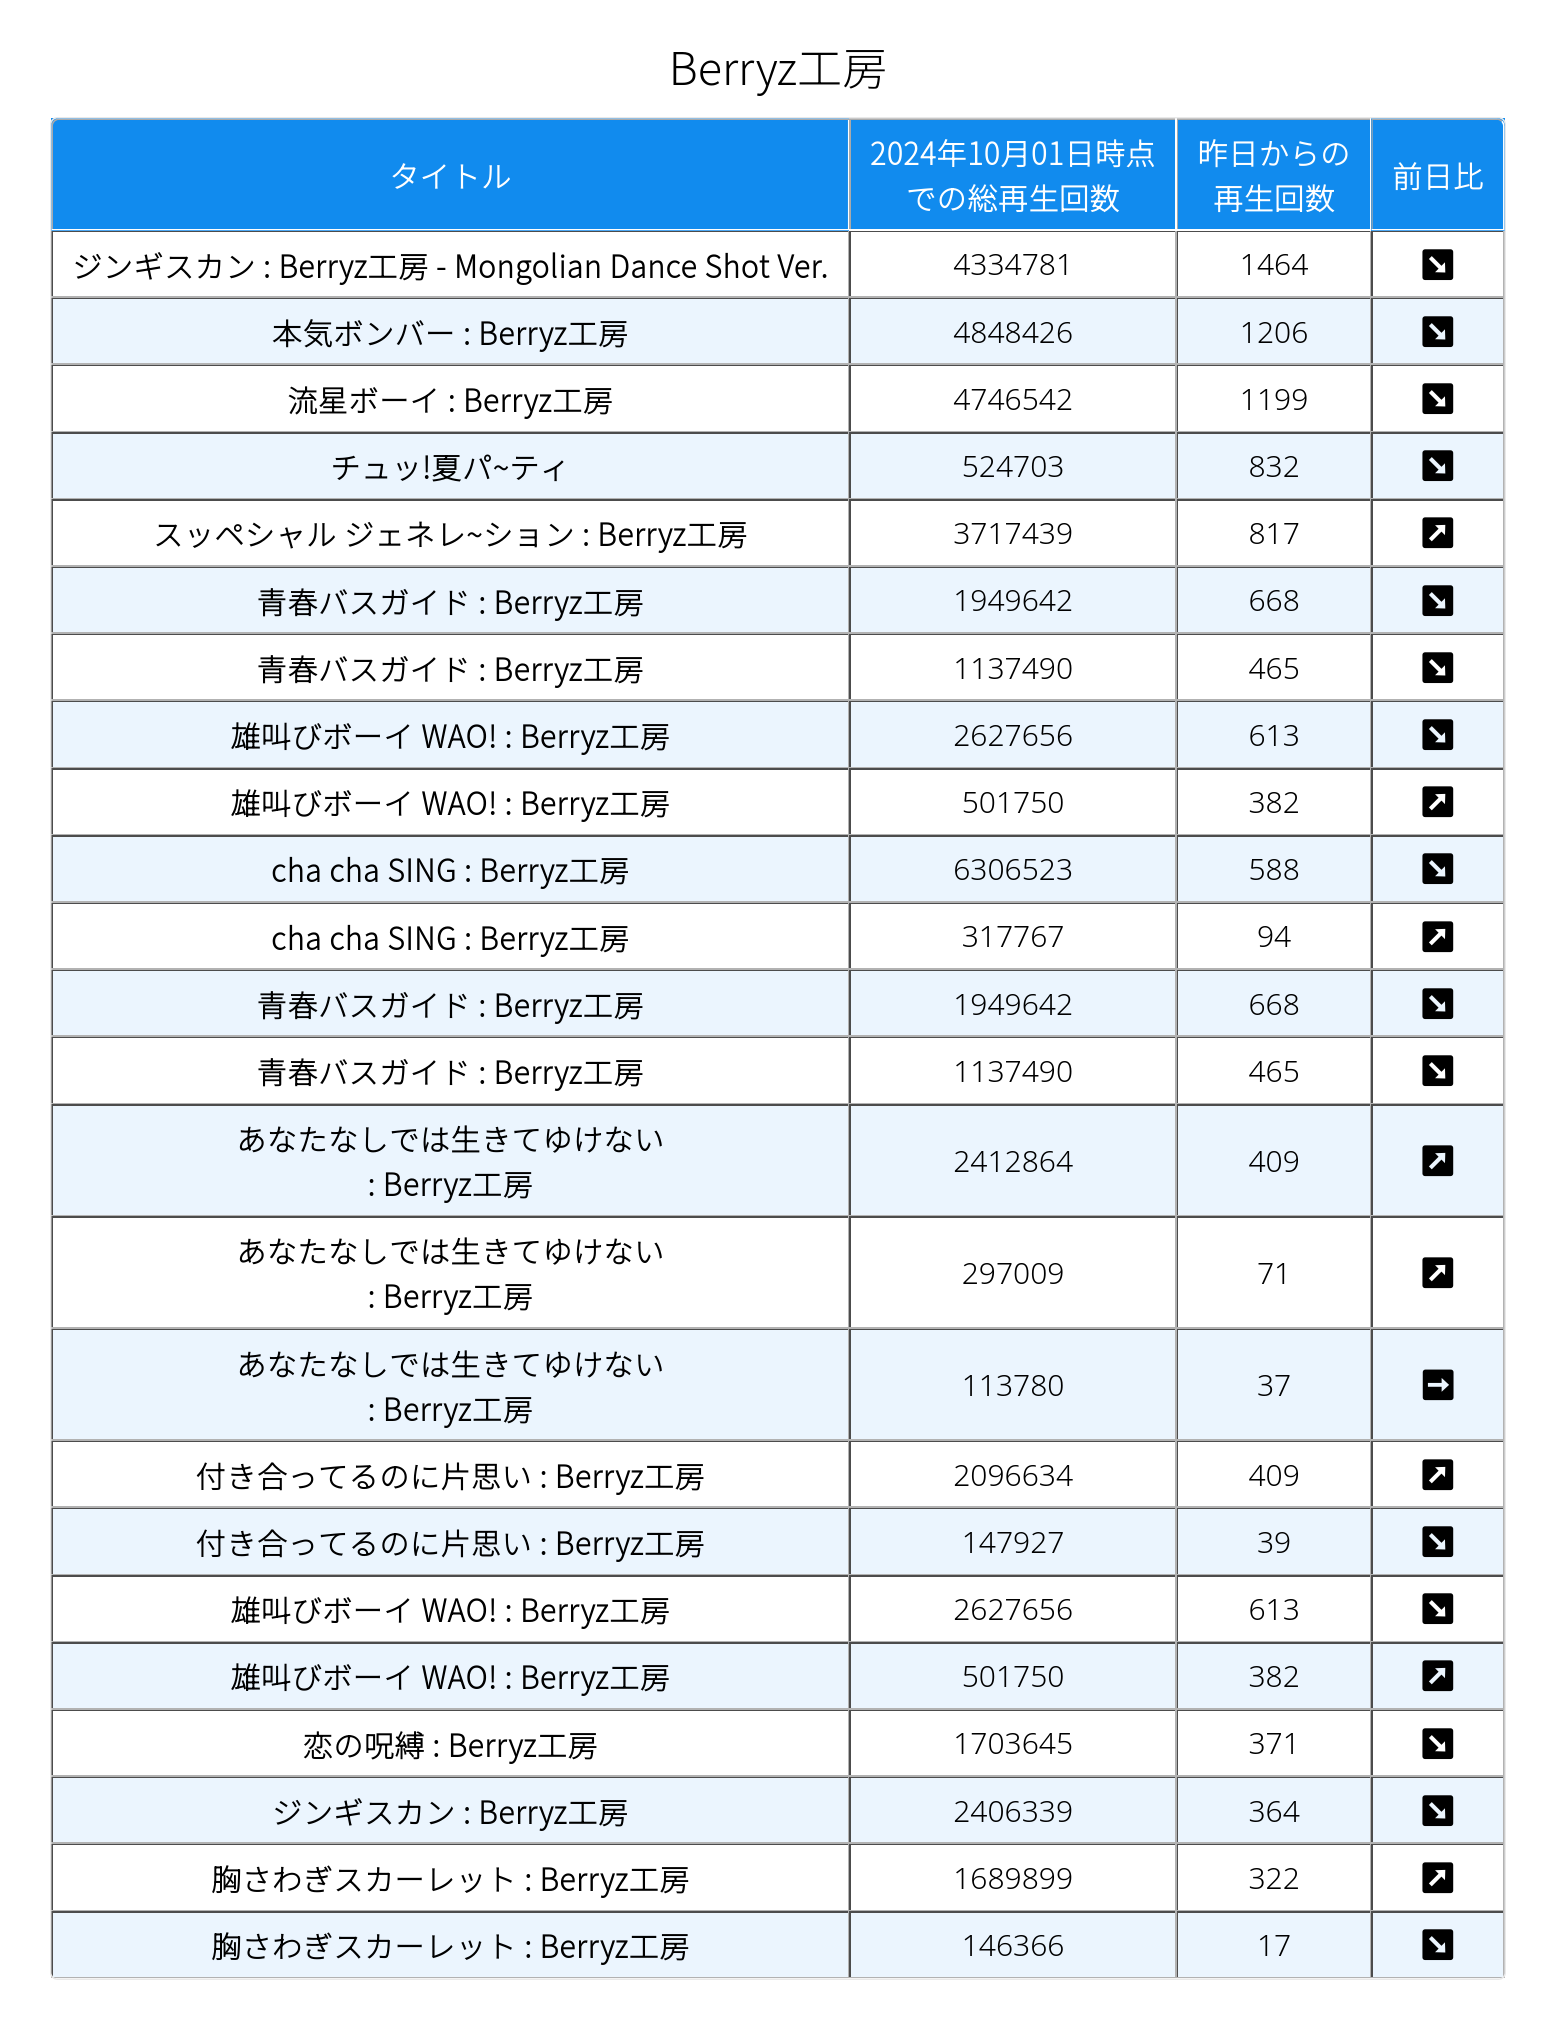 Berryz工房
タイトル
2024年10月01日時点
での総再生回数
昨日からの
再生回数
前日比
ジンギスカン : Berryz工房 - Mongolian Dance Shot Ver. 4334781 1464
本気ボンバー : Berryz工房 4848426 1206
流星ボーイ : Berryz工房 4746542 1199
チュッ!夏パ~ティ 524703 832
スッペシャル ジェネレ~ション : Berryz工房 3717439 817
青春バスガイド : Berryz工房 1949642 668
青春バスガイド : Berryz工房 1137490 465
雄叫びボーイ WAO! : Berryz工房 2627656 613
雄叫びボーイ WAO! : Berryz工房 501750 382
cha cha SING : Berryz工房 6306523 588
cha cha SING : Berryz工房 317767 94
青春バスガイド : Berryz工房 1949642 668
青春バスガイド : Berryz工房 1137490 465
あなたなしでは生きてゆけない
: Berryz工房 2412864 409
あなたなしでは生きてゆけない
: Berryz工房 297009 71
あなたなしでは生きてゆけない
: Berryz工房 113780 37
付き合ってるのに片思い : Berryz工房 2096634 409
付き合ってるのに片思い : Berryz工房 147927 39
雄叫びボーイ WAO! : Berryz工房 2627656 613
雄叫びボーイ WAO! : Berryz工房 501750 382
恋の呪縛 : Berryz工房 1703645 371
ジンギスカン : Berryz工房 2406339 364
胸さわぎスカーレット : Berryz工房 1689899 322
胸さわぎスカーレット : Berryz工房 146366 17